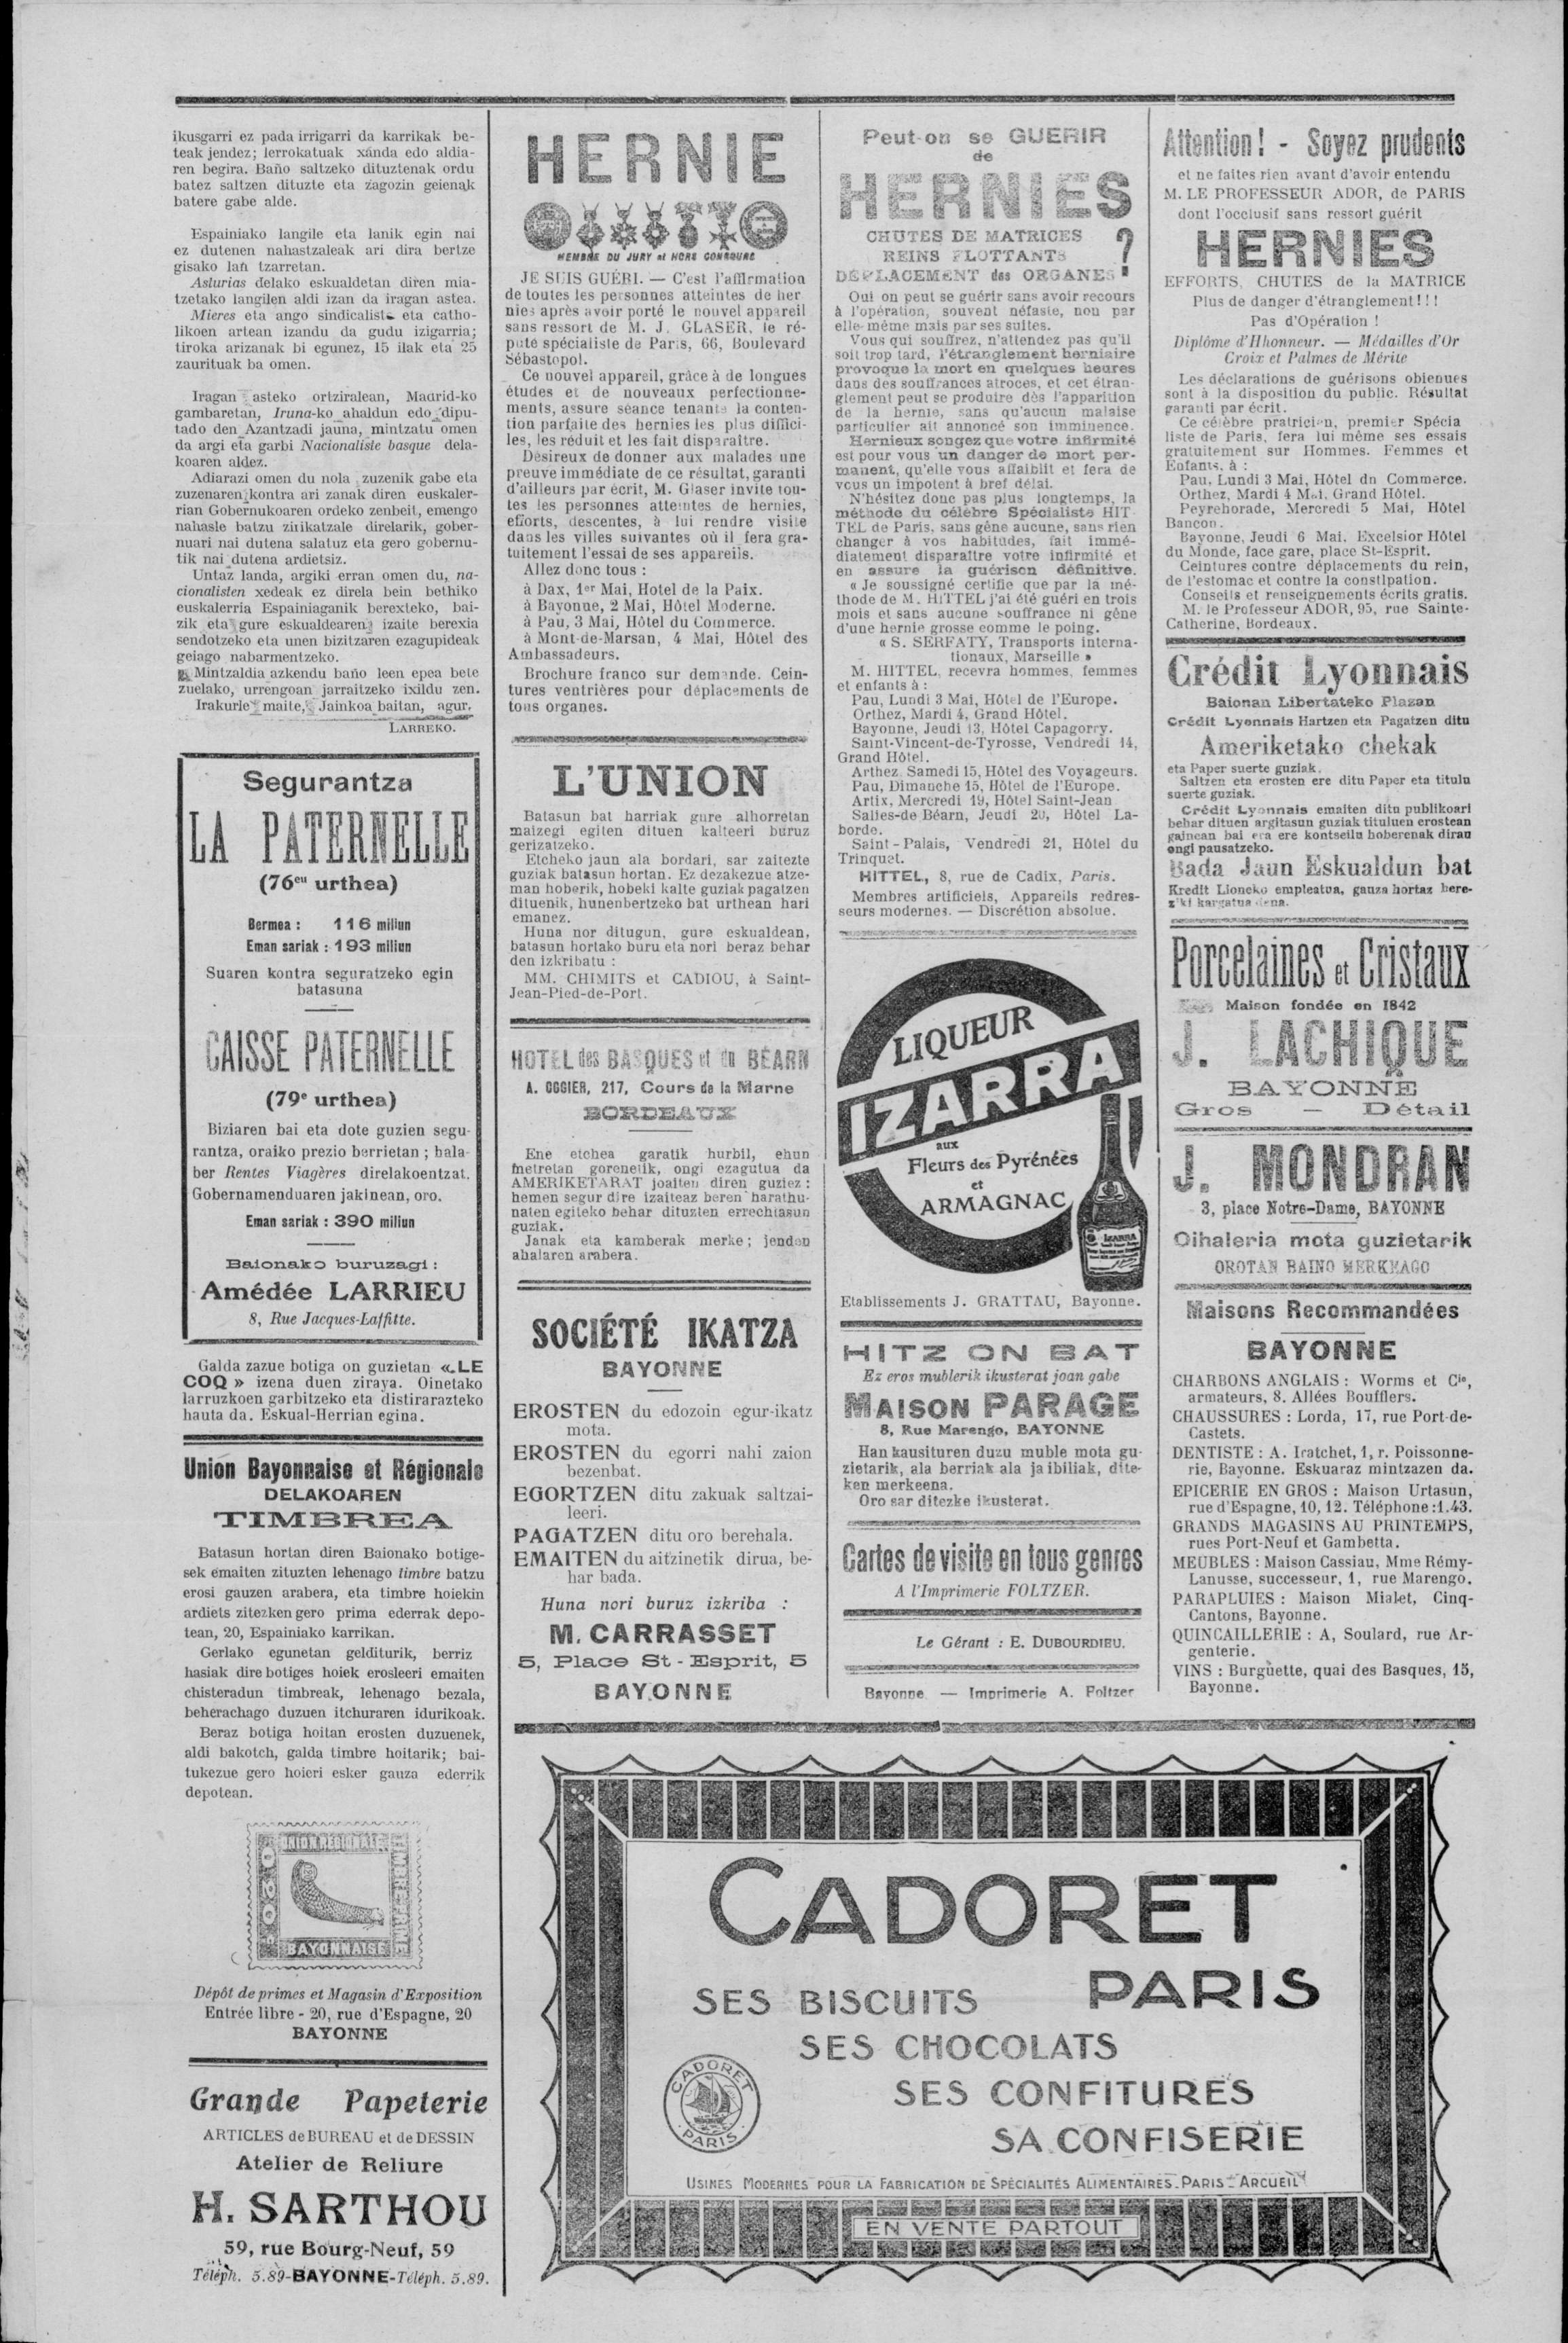 ikusgarri ez pada irrigarri da karrikak be-
teak jendez; lerrokatuak xanda edo aldia-
ren begira. Baño saltzeko dituztenak ordu
batez saltzen dituzte eta zagozin geienak
batere gabe alde.
Espainiako langile eta lanik egin nai
ez dutenen nahastzaleak ari dira bertze
gisako lan tzarretan.
Asturias delako eskualdetan diren mia-
tzetako langilen aldi izan da iragan astea.
Mieres eta ango sindicalist eta catho-
likoen artean izandu da gudu izigarria;
tiroka arizanak bi egunez, 15 ilak eta 25
zaurituak ba omen.
Iragan asteko ortziralean, Madrid-ko
gambaretan, Iruna-ko ahaldun edo dipu-
tado den Azantzadi jauna, mintzatu omen
da argi eta garbi Nacionaliste basque dela-
koaren aldez.
Adiarazi omen du nola zuzenik gabe eta
zuzenaren kontra ari zanak diren euskaler-
rian Gobernukoaren ordeko zenbeit, emengo
nahasle batzu zirikatzale direlarik, gober-
nuari nai dutena salatuz eta gero gobernu-
tik nai dutena ardietsiz.
Untaz landa, argiki erran omen du, na-
cionalisten xedeak ez direla bein bethiko
euskalerria Espainiaganik berexteko, bai-
zik eta gure eskualdearen izaite berexia
sendotzeko eta unen bizitzaren ezagupideak
geiago nabarmentzeko.
Mintzaldia azkendu baño leen epea bete
zuelako, urrengoan jarraitzeko ixildu zen.
Irakurle maite, Jainkoa baitan, agur.
LARREKO.
Segurantza
LA PATERNELLE
(76eu urthea)
Bermea : 116 miliun
Eman sariak : 193 miliun
Suaren kontra seguratzeko egin
batasuna
CAISSE PATERNELLE
(79e urthea)
Biziaren bai eta dote guzien segu-
rantza, oraiko prezio berrietan ; hala-
ber Rentes Viagères direlakoentzat.
Gobernamenduaren jakinean, oro.
Eman sariak : 390 miliun
Baionako buruzagi :
Amédée LARRIEU
8, Rue Jacques-Laffitte.
Galda zazue botiga on guzietan « LE
COQ » izena duen ziraya. Oinetako
larruzkoen garbitzeko eta distirarazteko
hauta da. Eskual-Herrian egina.
Union Bayonnaise et Régionale
DELAKOAREN
TIMBREA
Batasun hortan diren Baionako botige-
sek emaiten zituzten lehenago timbre batzu
erosi gauzen arabera, eta timbre hoiekin
ardiets zitezken gero prima ederrak depo-
tean, 20, Espainiako karrikan.
Gerlako egunetan gelditurik, berriz
hasiak dire botiges hoiek erosleeri emaiten
chisteradun timbreak, lehenago bezala,
beherachago duzuen itchuraren idurikoak.
Beraz botiga hoitan erosten duzuenek,
aldi bakotch, galda timbre hoitarik; bai-
tukezue gero hoieri esker gauza ederrik
depotean.
UNION REGIONALE
TIMBRE-PRIME
BAYONNAISE
Dépôt de primes et Magasin d'Exposition
Entrée libre - 20, rue d'Espagne, 20
BAYONNE
Grande Papeterie
ARTICLES de BUREAU et de DESSIN
Atelier de Reliure
H. SARTHOU
59, rue Bourg-Neuf, 59
Téléph. 5.89-BAYONNE-Téléph. 5.89.
HERNIE
MEMBRE DU JURY et HORS CONCOURS
JE SUIS GUÉRI. — C'est l'affirmation
de toutes les personnes atteintes de her
nies après avoir porté le nouvel appareil
sans ressort de M. J. GLASER, le ré-
puté spécialiste de Paris, 66, Boulevard
Sébastopol.
Ce nouvel appareil, grâce à de longues
études et de nouveaux perfectionne-
ments, assure séance tenante la conten-
tion parfaite des hernies les plus diffici-
les, les réduit et les fait disparaître.
Désireux de donner aux malades une
preuve immédiate de ce résultat, garanti
d'ailleurs par écrit, M. Glaser invite tou-
tes les personnes atteintes de hernies,
efforts, descentes, à lui rendre visite
dans les villes suivantes où il fera gra-
tuitement l'essai de ses appareils.
Allez donc tous :
à Dax, 1er Mai, Hotel de la Paix.
à Bayonne, 2 Mai, Hôtel Moderne.
à Pau, 3 Mai, Hôtel du Commerce.
à Mont-de-Marsan, 4 Mai, Hôtel des
Ambassadeurs.
Brochure franco sur demande. Cein-
tures ventrières pour déplacements de
tous organes.
L'UNION
Batasun bat harriak gure alhorretan
maizegi egiten dituen kalteeri buruz
gerizatzeko.
Etcheko jaun ala bordari, sar zaitezte
guziak batasun hortan. Ez dezakezue atze-
man hoberik, hobeki kalte guziak pagatzen
dituenik, hunenbertzeko bat urthean hari
emanez.
Huna nor ditugun, gure eskualdean,
batasun hortako buru eta nori beraz behar
den izkribatu :
MM. CHIMITS et CADIOU, à Saint-
Jean-Pied-de-Port.
HOTEL des BASQUES et du BÉARN
A. OGGIER, 217, Cours de la Marne
BORDEAUX
Ene etchea garatik hurbil, ehun
metretan gorenetik, ongi ezagutua da
AMERIKETARAT joaiten diren guziez :
hemen segur dire izaiteaz beren harathu-
naten egiteko behar dituzten errechtasun
guziak.
Janak eta kamberak merke; jenden
ahalaren arabera.
SOCIÉTÉ IKATZA
BAYONNE
EROSTEN du edozoin egur-ikatz
mota.
EROSTEN du egorri nahi zaion
bezenbat.
EGORTZEN ditu zakuak saltzai-
leeri.
PAGATZEN ditu oro berehala.
EMAITEN du aitzinetik dirua, be-
har bada.
Huna nori buruz izkriba :
M. CARRASSET
5, Place St-Esprit, 5
BAYONNE
Peut-on se GUERIR
de
HERNIES
CHUTES DE MATRICES
REINS FLOTTANTS
DEPLACEMENT des ORGANES ?
Oui on peut se guérir sans avoir recours
à l'opération, souvent néfaste, non par
elle-même mais par ses suites.
Vous qui souffrez, n'attendez pas qu'il
soit trop tard, l'étranglement herniaire
provoque la mort en quelques heures
dans des souffrances atroces, et cet étran-
glement peut se produire dès l'apparition
de la hernie, sans qu'aucun malaise
particulier ait annoncé son imminence.
Hernieux songez que votre infirmité
est pour vous un danger de mort per-
manent, qu'elle vous affaiblit et fera de
vous un impotent à bref délai.
N'hésitez donc pas plus longtemps, la
méthode du célèbre Spécialiste HIT
TEL de Paris, sans gêne aucune, sans rien
changer à vos habitudes, fait immé-
diatement disparaître votre infirmité et
en assure la guérison définitive.
« Je soussigné certifie que par la mé-
thode de M. HITTEL j'ai été guéri en trois
mois et sans aucune souffrance ni gêne
d'une hernie grosse comme le poing.
« S. SERFATY, Transports interna-
tionaux, Marseille »
M. HITTEL, recevra hommes, femmes
et enfants à :
Pau, Lundi 3 Mai, Hôtel de l'Europe.
Orthez, Mardi 4, Grand Hôtel.
Bayonne, Jeudi 13, Hôtel Capagorry.
Saint-Vincent-de-Tyrosse, Vendredi 14,
Grand Hôtel.
Arthez, Samedi 15, Hôtel des Voyageurs.
Pau, Dimanche 15, Hôtel de l'Europe.
Artix, Mercredi 19, Hôtel Saint-Jean
Salies-de Béarn, Jeudi 20, Hôtel La-
borde.
Saint-Palais, Vendredi 21, Hôtel du
Trinquet.
HITTEL, 8, rue de Cadix, Paris.
Membres artificiels, Appareils redres-
seurs modernes. — Discrétion absolue.
LIQUEUR
IZARRA
aux
Fleurs des Pyrénées
et
ARMAGNAC
IZARRA
Etablissements J. GRATTAU, Bayonne.
HITZ ON BAT
Ez eros mublerik ikusterat joan gabe
MAISON PARAGE
8, Rue Marengo, BAYONNE
Han kausituren duzu muble mota gu-
zietarik, ala berriak ala ja ibiliak, dite-
ken merkeena.
Oro sar ditezke ikusterat.
Cartes de visite en tous genres
A l'Imprimerie FOLTZER.
Le Gérant : E. DUBOURDIEU.
Bayonne — Imprimerie A. Foltzer
Attention ! - Soyez prudents
et ne faites rien avant d'avoir entendu
M. LE PROFESSEUR ADOR, de PARIS
dont l'occlusif sans ressort guérit
HERNIES
EFFORTS, CHUTES de la MATRICE
Plus de danger d'étranglement ! ! !
Pas d'Opération !
Diplôme d'Hhonneur. — Médailles d'Or
Croix et Palmes de Mérite
Les déclarations de guérisons obtenues
sont à la disposition du public. Résultat
garanti par écrit.
Ce célèbre pratricien, premier Spécia
liste de Paris, fera lui même ses essais
gratuitement sur Hommes. Femmes et
Enfants, à :
Pau, Lundi 3 Mai, Hôtel dn Commerce.
Orthez, Mardi 4 Mai, Grand Hôtel.
Peyrehorade, Mercredi 5 Mai, Hôtel
Bançon.
Bayonne, Jeudi 6 Mai. Excelsior Hôtel
du Monde, face gare, place St-Esprit.
Ceintures contre déplacements du rein,
de l'estomac et contre la constipation.
Conseils et renseignements écrits gratis.
M. le Professeur ADOR, 95, rue Sainte-
Catherine, Bordeaux.
Crédit Lyonnais
Baionan Libertateko Plazan
Crédit Lyonnais Hartzen eta Pagatzen ditu
Ameriketako chekak
eta Paper suerte guziak.
Saltzen eta erosten ere ditu Paper eta titulu
suerte guziak.
Crédit Lyonnais emaiten ditu publikoari
behar dituen argitasun guziak tituluen erostean
gainean bai eta ere kontseilu hoberenak dirau
ongi pausatzeko.
Bada Jaun Eskualdun bat
Kredit Lioneko empleatua, gauza hortaz bere-
z'ki kargatua dena.
Porcelaines et Cristaux
Maison fondée en 1842
J. LACHIQUE
BAYONNE
Gros — Détail
J. MONDRAN
3, place Notre-Dame, BAYONNE
Oihaleria mota guzietarik
OROTAN BAINO MERKEAGO
Maisons Recommandées
BAYONNE
CHARBONS ANGLAIS : Worms et Cie,
armateurs, 8, Allées Boufflers.
CHAUSSURES : Lorda, 17, rue Port-de-
Castets.
DENTISTE : A. Iratchet, 1, r. Poissonne-
rie, Bayonne. Eskuaraz mintzazen da.
EPICERIE EN GROS : Maison Urtasun,
rue d'Espagne, 10, 12. Téléphone : 1.43.
GRANDS MAGASINS AU PRINTEMPS,
rues Port-Neuf et Gambetta.
MEUBLES : Maison Cassiau, Mme Rémy-
Lanusse, successeur, 1, rue Marengo.
PARAPLUIES : Maison Mialet, Cinq-
Cantons, Bayonne.
QUINCAILLERIE : A, Soulard, rue Ar-
genterie.
VINS : Burguette, quai des Basques, 15,
Bayonne.
CADORET
PARIS
SES BISCUITS
SES CHOCOLATS
SES CONFITURES
SA CONFISERIE
CADORET
PARIS
USINES MODERNES POUR LA FABRICATION DE SPÉCIALITÉS ALIMENTAIRES_PARIS_ARCUEIL
EN VENTE PARTOUT